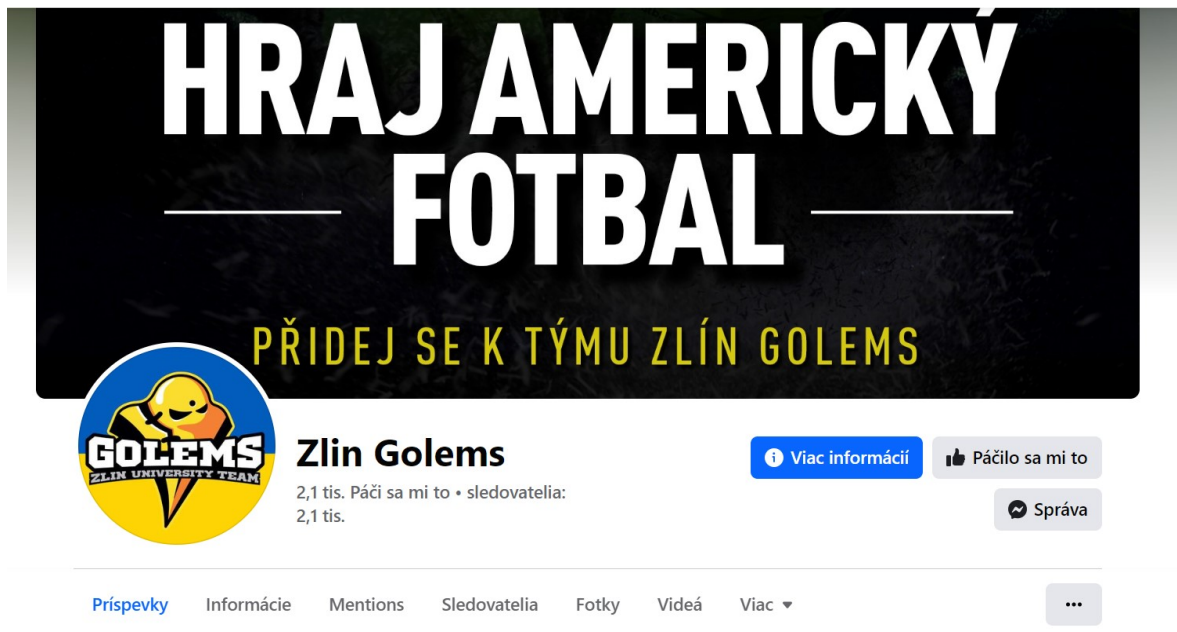 HRAJ AMERICKÝ
FOTBAL
PŘIDEJ SE K TÝMU ZLÍN GOLEMS
GOLEMS
ZLIN UNIVERSITY TEAM
Zlin Golems
2,1 tis. Páči sa mi to • sledovatelia:
2,1 tis.
Viac informácií
Páčilo sa mi to
Správa
Príspevky Informácie Mentions Sledovatelia Fotky Videá Viac